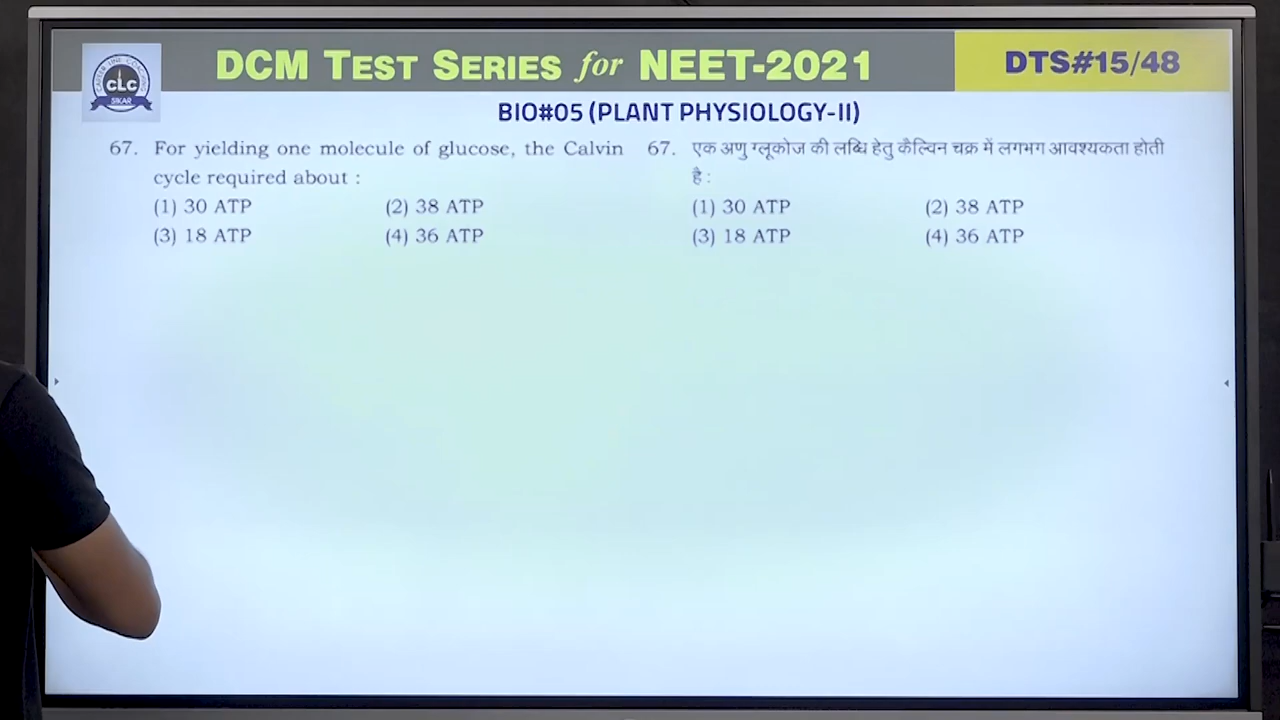 DCM TEST SERIES for NEET-2021
DTS#15/48
CAREER LINE COACHING
CLC
SIKAR
BIO#05 (PLANT PHYSIOLOGY-II)
67. For yielding one molecule of glucose, the Calvin
cycle required about :
(1) 30 ATP (2) 38 ATP
(3) 18 ATP (4) 36 ATP
67. एक अणु ग्लूकोज की लब्धि हेतु कैल्विन चक्र में लगभग आवश्यकता होती
है :
(1) 30 ATP (2) 38 ATP
(3) 18 ATP (4) 36 ATP